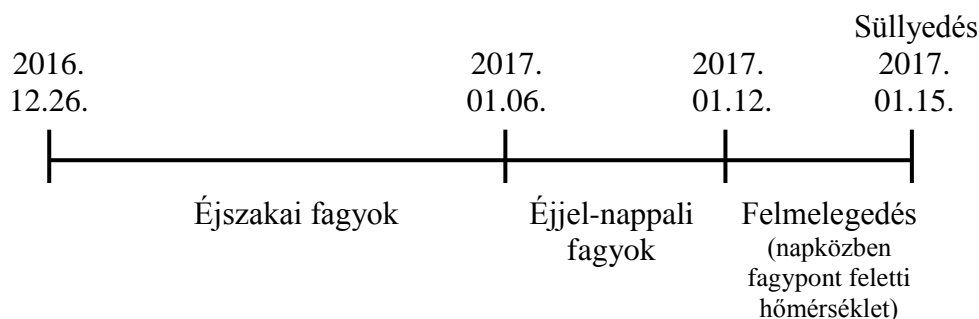 Süllyedés
2016. 2017. 2017. 2017.
12.26. 01.06. 01.12. 01.15.
Éjszakai fagyok Éjjel-nappali Felmelegedés
fagyok (napközben
fagypont feletti
hőmérséklet)